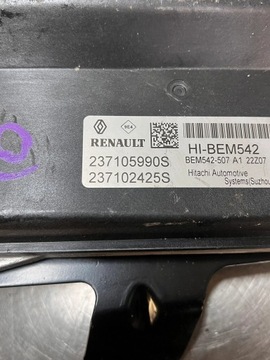 RENAULT
HI-BEM542
BEM542-507 A1 22Z07
237105990S
237102425S
Hitachi Automotive
Systems(Suzhou